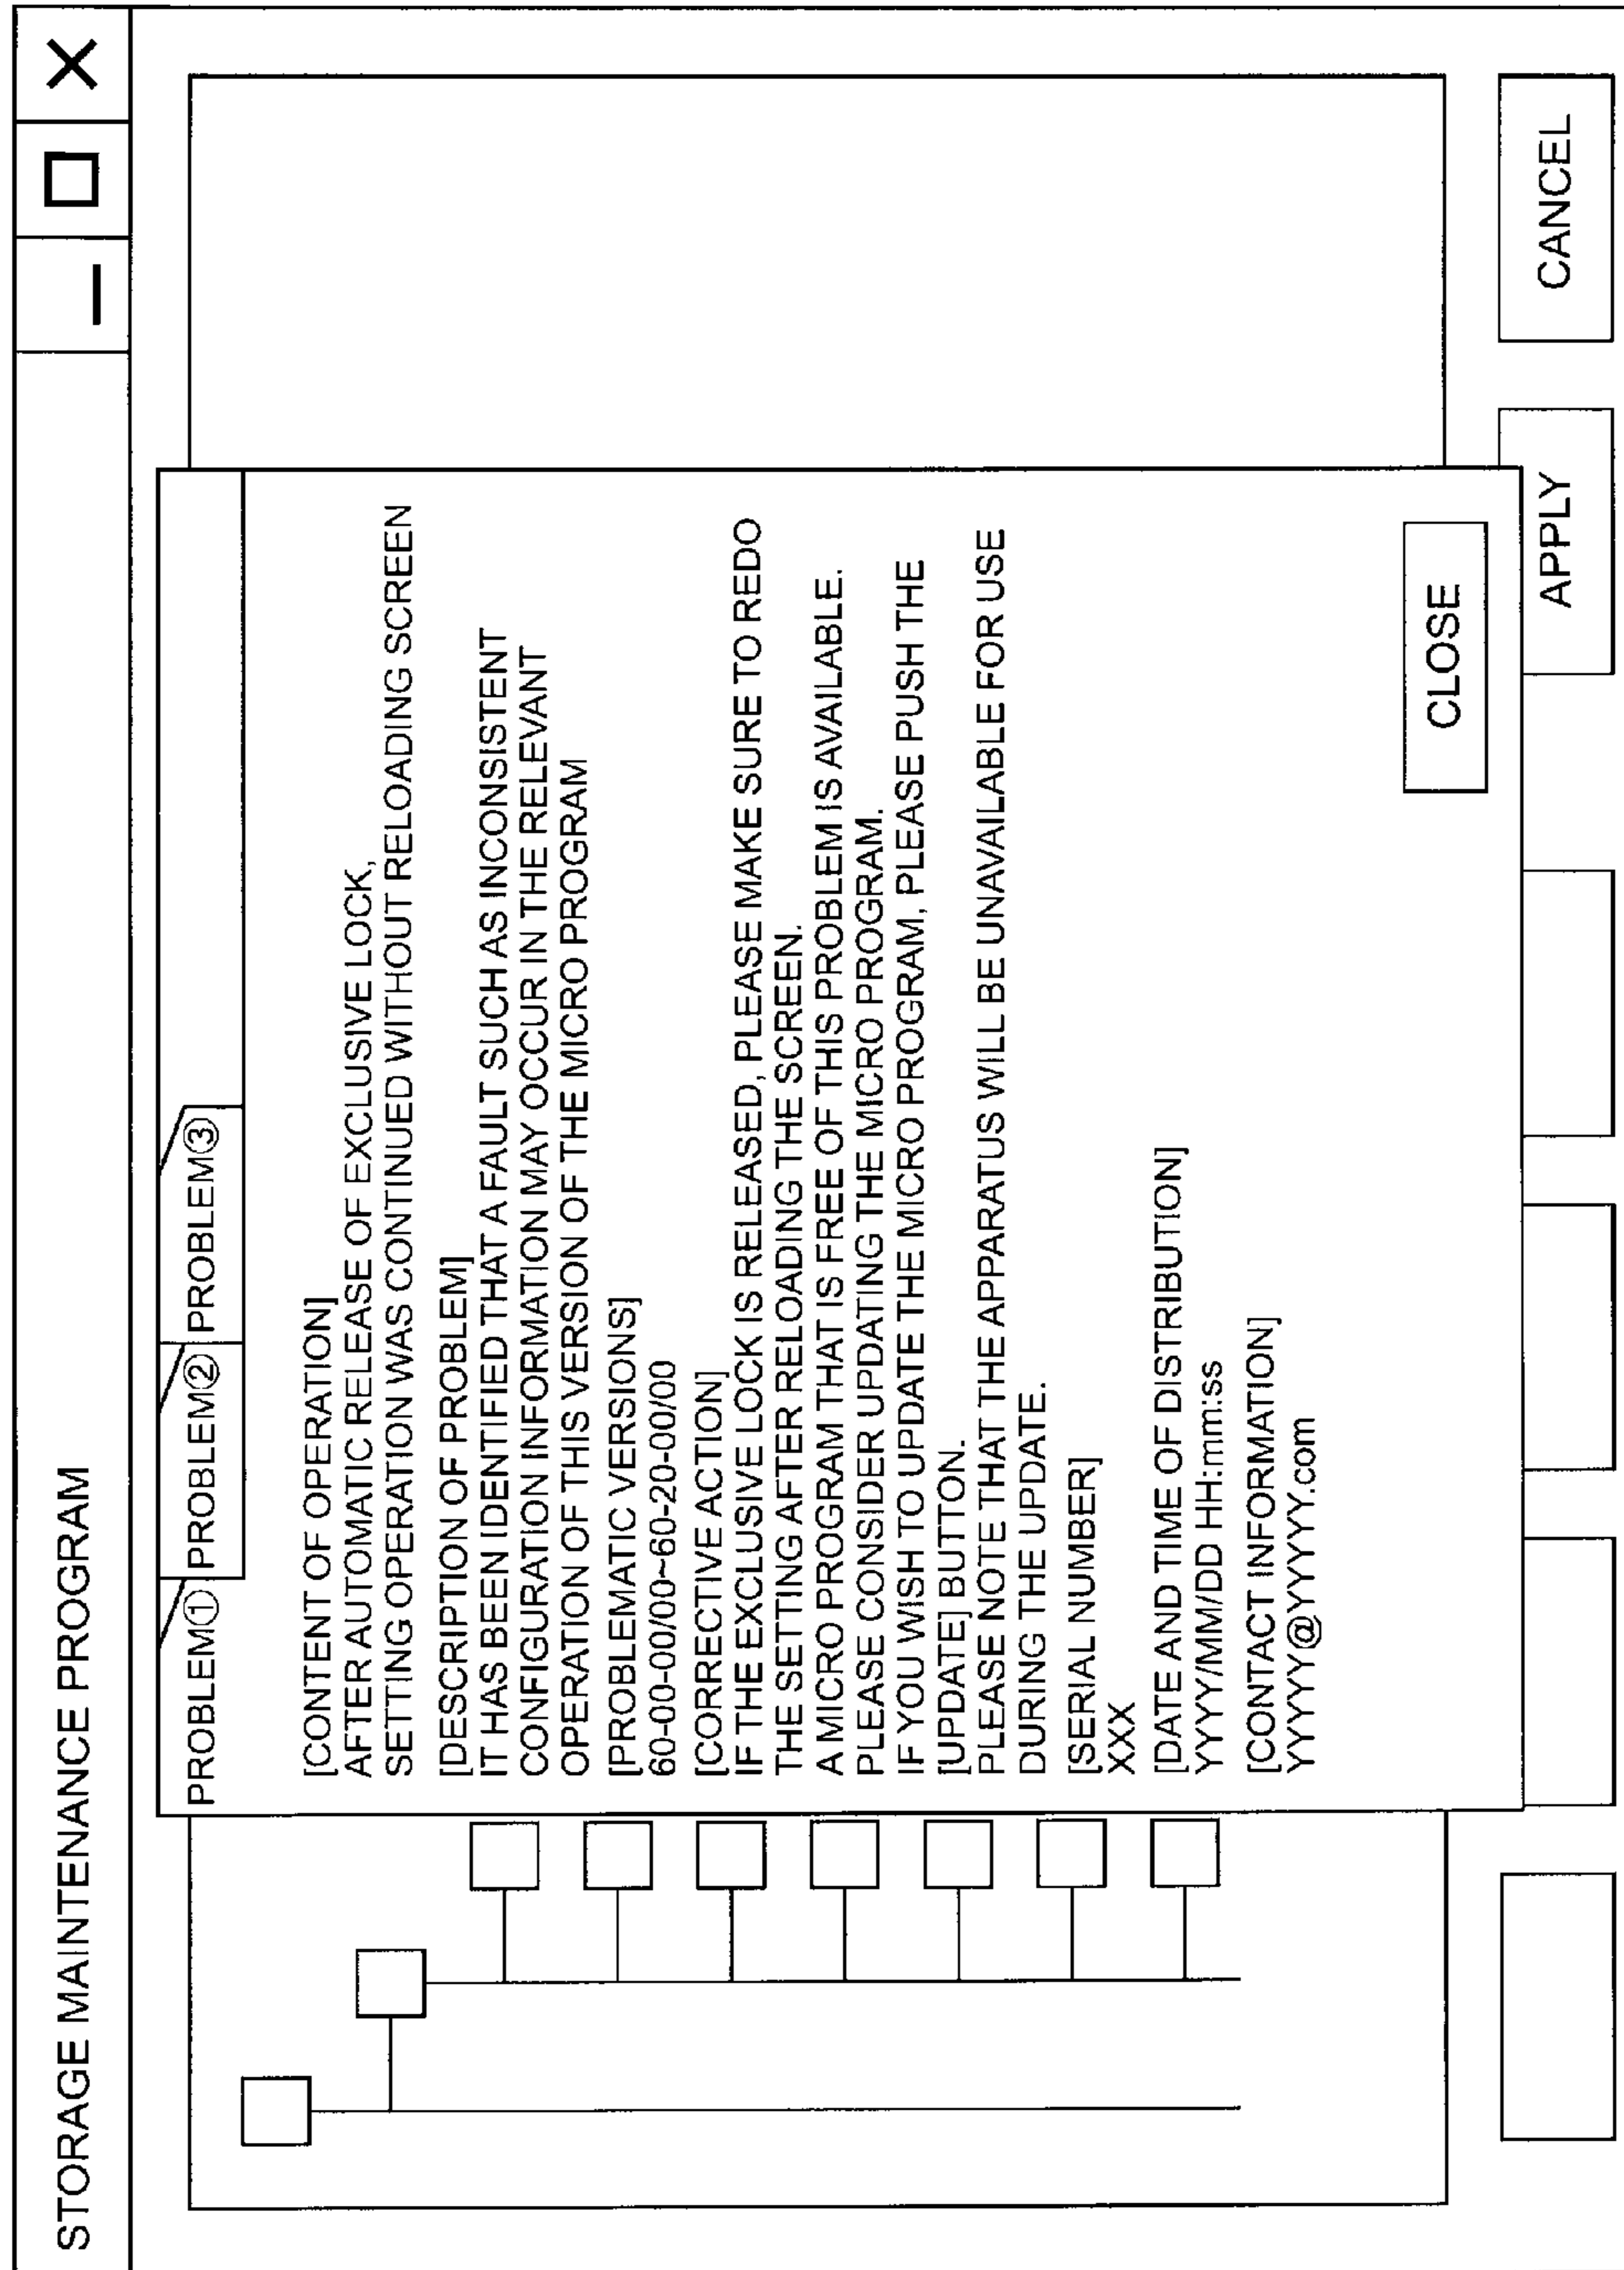 STORAGE MAINTENANCE PROGRAM
PROBLEM① PROBLEM② PROBLEM③
[CONTENT OF OPERATION]
AFTER AUTOMATIC RELEASE OF EXCLUSIVE LOCK,
SETTING OPERATION WAS CONTINUED WITHOUT RELOADING SCREEN
[DESCRIPTION OF PROBLEM]
IT HAS BEEN IDENTIFIED THAT A FAULT SUCH AS INCONSISTENT
CONFIGURATION INFORMATION MAY OCCUR IN THE RELEVANT
OPERATION OF THIS VERSION OF THE MICRO PROGRAM
[PROBLEMATIC VERSIONS]
60-00-00/00~60-20-00/00
[CORRECTIVE ACTION]
IF THE EXCLUSIVE LOCK IS RELEASED, PLEASE MAKE SURE TO REDO
THE SETTING AFTER RELOADING THE SCREEN.
A MICRO PROGRAM THAT IS FREE OF THIS PROBLEM IS AVAILABLE.
PLEASE CONSIDER UPDATING THE MICRO PROGRAM.
IF YOU WISH TO UPDATE THE MICRO PROGRAM, PLEASE PUSH THE
[UPDATE] BUTTON.
PLEASE NOTE THAT THE APPARATUS WILL BE UNAVAILABLE FOR USE
DURING THE UPDATE.
[SERIAL NUMBER]
XXX
[DATE AND TIME OF DISTRIBUTION]
YYYY/MM/DD HH:mm:ss
[CONTACT INFORMATION]
YYYYY@YYYYY.com
CLOSE
APPLY
CANCEL